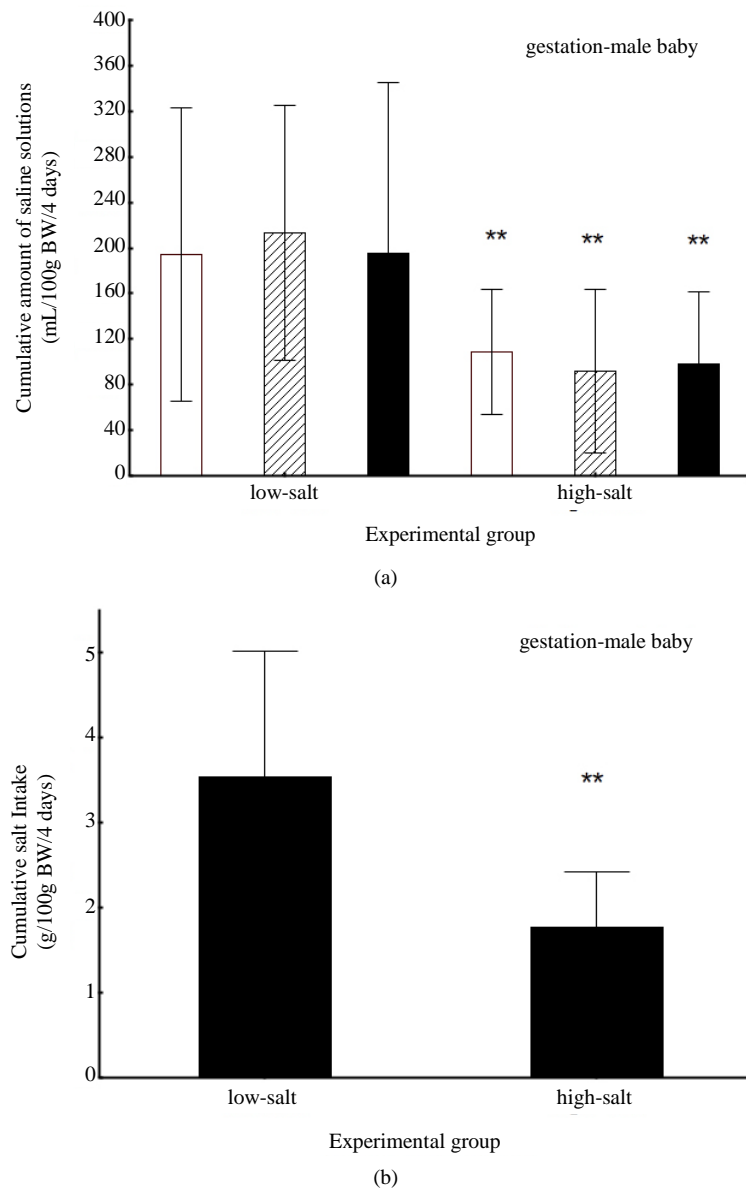 gestation-male baby
Cumulative amount of saline solutions
(mL/100g BW/4 days)
400
360
320
280
240
200
160
120
80
40
0
** ** **
low-salt high-salt
Experimental group
(a)
gestation-male baby
Cumulative salt Intake
(g/100g BW/4 days)
5
4
3
2
1
0
**
low-salt high-salt
Experimental group
(b)